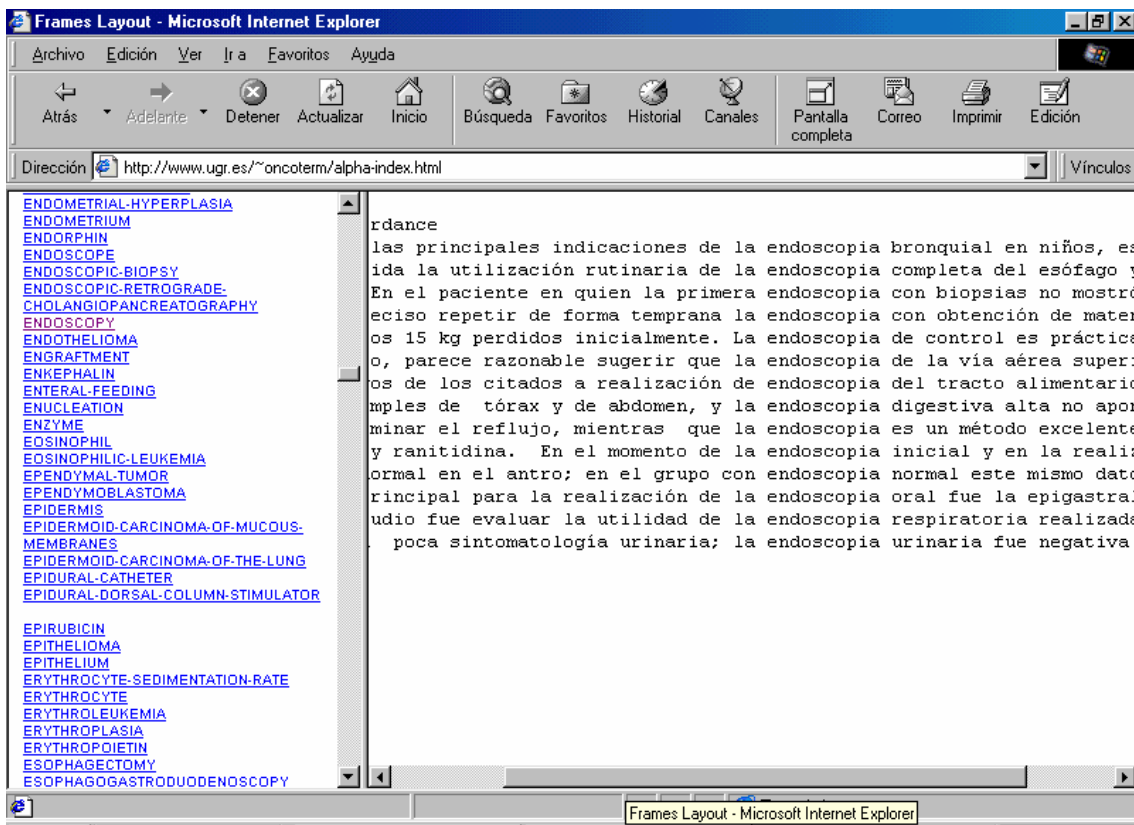 Frames Layout - Microsoft Internet Explorer
Archivo Edición Ver Ir a Favoritos Ayuda
Atrás Adelante Detener Actualizar Inicio Búsqueda Favoritos Historial Canales Pantalla completa Correo Imprimir Edición
Dirección http://www.ugr.es/~oncoterm/alpha-index.html Vínculos
ENDOMETRIAL-HYPERPLASIA
ENDOMETRIUM
ENDORPHIN
ENDOSCOPE
ENDOSCOPIC-BIOPSY
ENDOSCOPIC-RETROGRADE-
CHOLANGIOPANCREATOGRAPHY
ENDOSCOPY
ENDOTHELIOMA
ENGRAFTMENT
ENKEPHALIN
ENTERAL-FEEDING
ENUCLEATION
ENZYME
EOSINOPHIL
EOSINOPHILIC-LEUKEMIA
EPENDYMAL-TUMOR
EPENDYMOBLASTOMA
EPIDERMIS
EPIDERMOID-CARCINOMA-OF-MUCOUS-
MEMBRANES
EPIDERMOID-CARCINOMA-OF-THE-LUNG
EPIDURAL-CATHETER
EPIDURAL-DORSAL-COLUMN-STIMULATOR
EPIRUBICIN
EPITHELIOMA
EPITHELIUM
ERYTHROCYTE-SEDIMENTATION-RATE
ERYTHROCYTE
ERYTHROLEUKEMIA
ERYTHROPLASIA
ERYTHROPOIETIN
ESOPHAGECTOMY
ESOPHAGOGASTRODUODENOSCOPY
rdance
las principales indicaciones de la endoscopia bronquial en niños, es
ida la utilización rutinaria de la endoscopia completa del esófago y
En el paciente en quien la primera endoscopia con biopsias no mostró
eciso repetir de forma temprana la endoscopia con obtención de mater
os 15 kg perdidos inicialmente. La endoscopia de control es práctica
o, parece razonable sugerir que la endoscopia de la vía aérea superi
os de los citados a realización de endoscopia del tracto alimentario
mples de tórax y de abdomen, y la endoscopia digestiva alta no apor
minar el reflujo, mientras que la endoscopia es un método excelente
y ranitidina. En el momento de la endoscopia inicial y en la realiz
ormal en el antro; en el grupo con endoscopia normal este mismo dato
rincipal para la realización de la endoscopia oral fue la epigastral
udio fue evaluar la utilidad de la endoscopia respiratoria realizada
. poca sintomatología urinaria; la endoscopia urinaria fue negativa
Frames Layout - Microsoft Internet Explorer